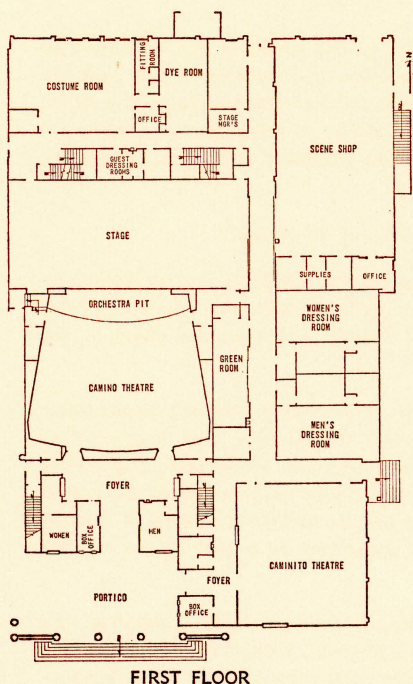 COSTUME ROOM
FITTING
ROOM
DYE ROOM
OFFICE
STAGE
MGR'S
N
SCENE SHOP
GUEST
DRESSING
ROOMS
STAGE
SUPPLIES
OFFICE
ORCHESTRA PIT
WOMEN'S
DRESSING
ROOM
GREEN
ROOM
CAMINO THEATRE
MEN'S
DRESSING
ROOM
FOYER
WOMEN
BOX
OFFICE
MEN
CAMINITO THEATRE
FOYER
PORTICO
BOX
OFFICE
FIRST FLOOR